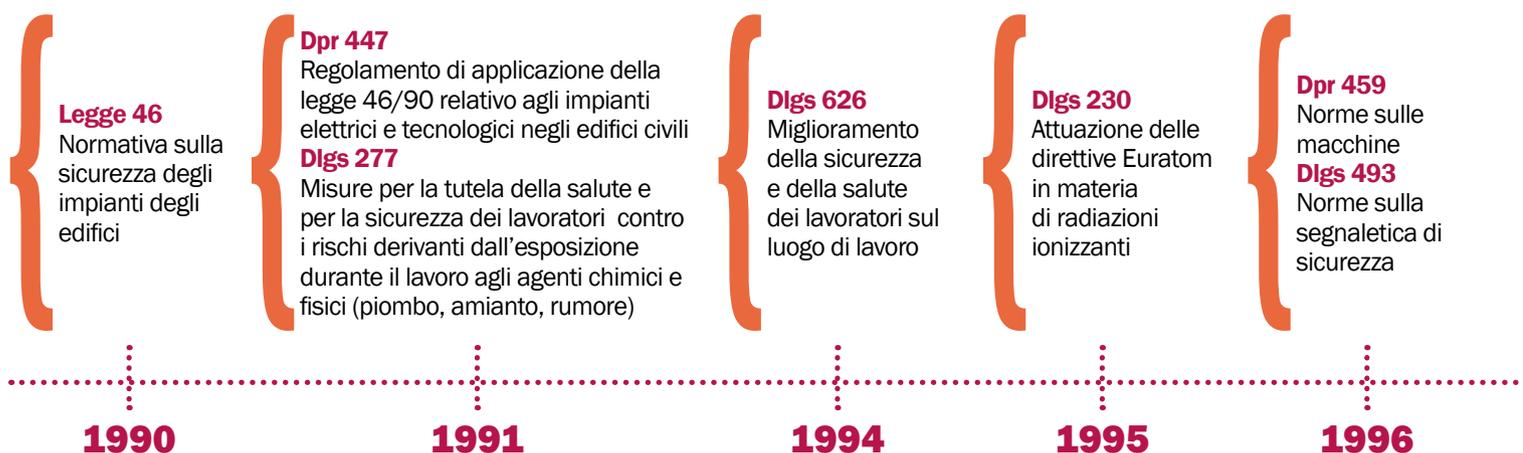 Legge 46
Normativa sulla
sicurezza degli
impianti degli
edifici
Dpr 447
Regolamento di applicazione della
legge 46/90 relativo agli impianti
elettrici e tecnologici negli edifici civili
Dlgs 277
Misure per la tutela della salute e
per la sicurezza dei lavoratori contro
i rischi derivanti dall’esposizione
durante il lavoro agli agenti chimici e
fisici (piombo, amianto, rumore)
Dlgs 626
Miglioramento
della sicurezza
e della salute
dei lavoratori sul
luogo di lavoro
Dlgs 230
Attuazione delle
direttive Euratom
in materia
di radiazioni
ionizzanti
Dpr 459
Norme sulle
macchine
Dlgs 493
Norme sulla
segnaletica di
sicurezza
1990
1991
1994
1995
1996